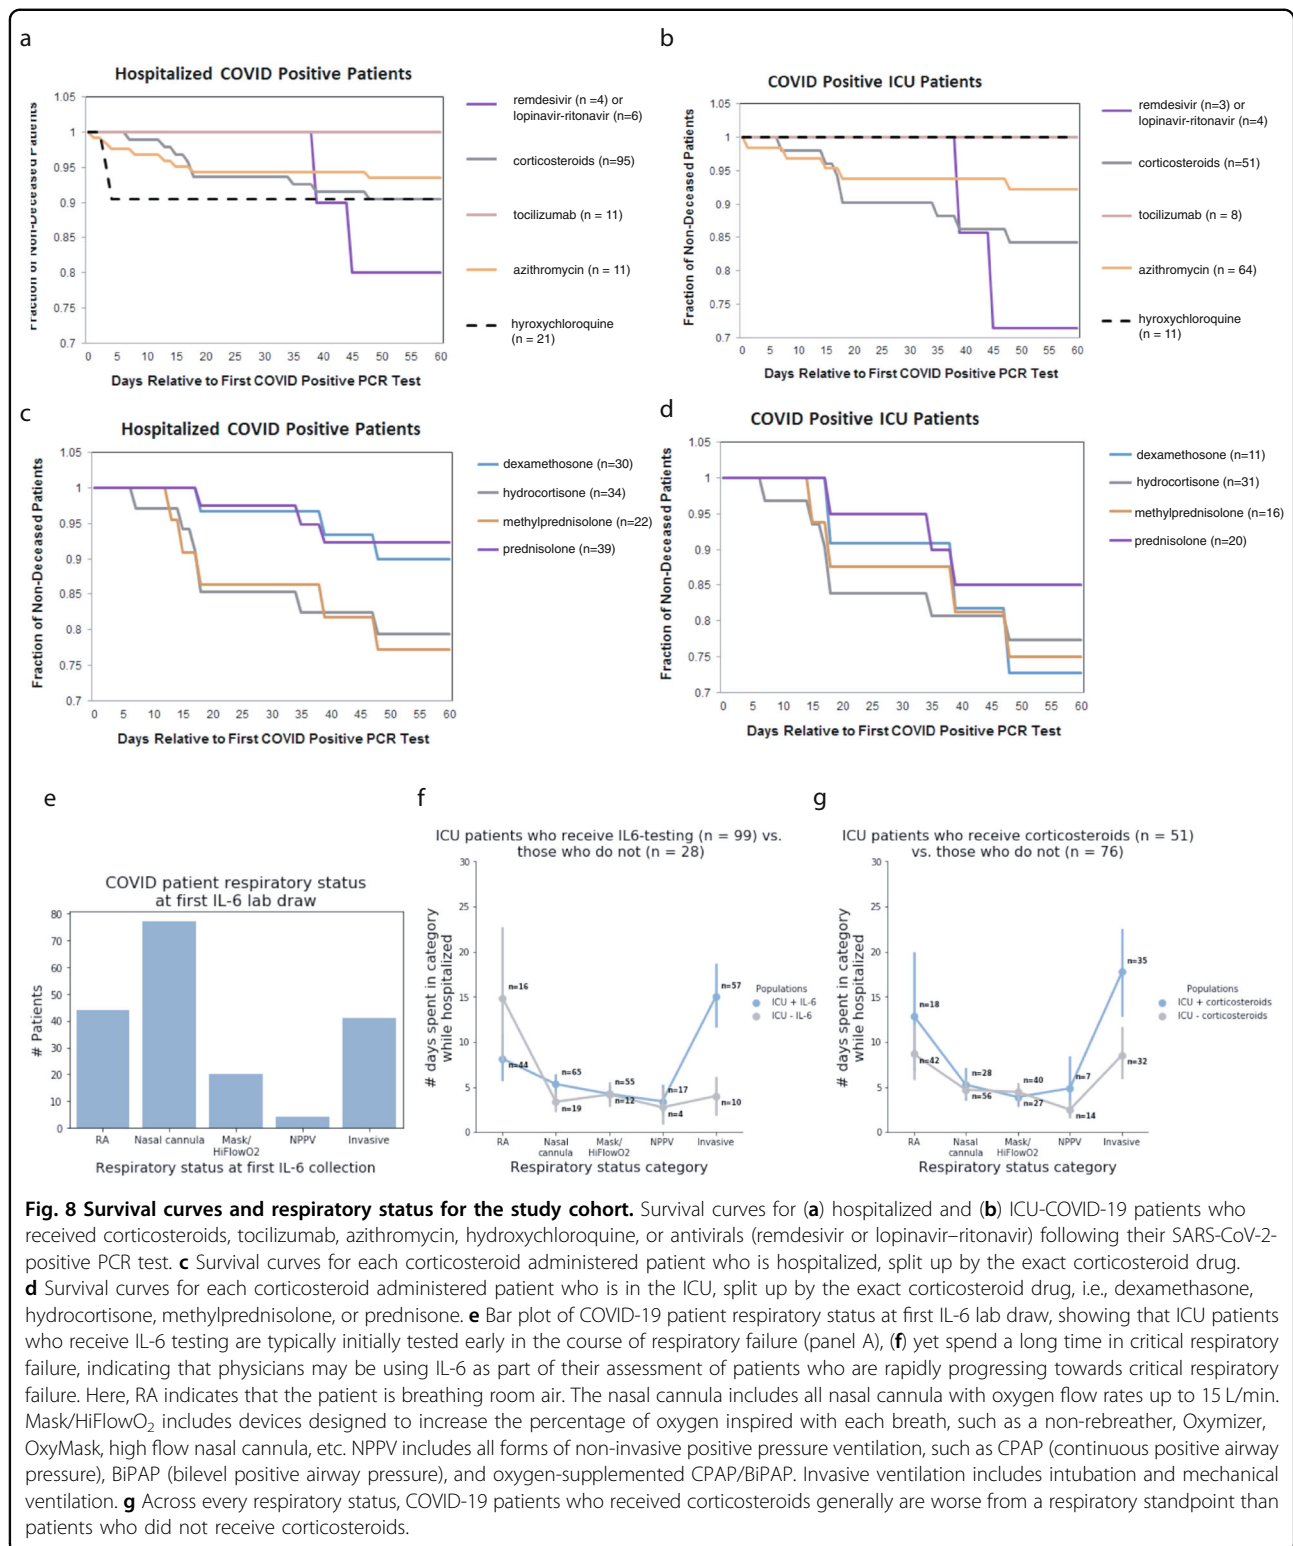 a
Hospitalized COVID Positive Patients
Fraction of Non-Deceased Patients
1.05
1
0.95
0.9
0.85
0.8
0.75
0.7
0 5 10 15 20 25 30 35 40 45 50 55 60
Days Relative to First COVID Positive PCR Test
remdesivir (n =4) or
lopinavir-ritonavir (n=6)
corticosteroids (n=95)
tocilizumab (n = 11)
azithromycin (n = 11)
hyroxychloroquine
(n = 21)
b
COVID Positive ICU Patients
Fraction of Non-Deceased Patients
1.05
1
0.95
0.9
0.85
0.8
0.75
0.7
0 5 10 15 20 25 30 35 40 45 50 55 60
Days Relative to First COVID Positive PCR Test
remdesivir (n=3) or
lopinavir-ritonavir (n=4)
corticosteroids (n=51)
tocilizumab (n = 8)
azithromycin (n = 64)
hyroxychloroquine
(n = 11)
c
Hospitalized COVID Positive Patients
Fraction of Non-Deceased Patients
1.05
1
0.95
0.9
0.85
0.8
0.75
0.7
0 5 10 15 20 25 30 35 40 45 50 55 60
Days Relative to First COVID Positive PCR Test
dexamethosone (n=30)
hydrocortisone (n=34)
methylprednisolone (n=22)
prednisolone (n=39)
d
COVID Positive ICU Patients
Fraction of Non-Deceased Patients
1.05
1
0.95
0.9
0.85
0.8
0.75
0.7
0 5 10 15 20 25 30 35 40 45 50 55 60
Days Relative to First COVID Positive PCR Test
dexamethosone (n=11)
hydrocortisone (n=31)
methylprednisolone (n=16)
prednisolone (n=20)
e
COVID patient respiratory status
at first IL-6 lab draw
# Patients
80
70
60
50
40
30
20
10
0
RA Nasal cannula Mask/ NPPV Invasive
HiFlowO2
Respiratory status at first IL-6 collection
f
ICU patients who receive IL6-testing (n = 99) vs.
those who do not (n = 28)
# days spent in category
while hospitalized
30
25
20
15
10
5
0
n=16
n=44
n=65
n=19
n=55
n=12
n=17
n=4
n=57
n=10
RA Nasal Mask/ NPPV Invasive
cannula HiFlowO2
Respiratory status category
Populations
ICU + IL-6
ICU - IL-6
g
ICU patients who receive corticosteroids (n = 51)
vs. those who do not (n = 76)
# days spent in category
while hospitalized
30
25
20
15
10
5
0
n=18
n=42
n=28
n=56
n=40
n=27
n=7
n=14
n=35
n=32
RA Nasal Mask/ NPPV Invasive
cannula HiFlowO2
Respiratory status category
Populations
ICU + corticosteroids
ICU - corticosteroids
Fig. 8 Survival curves and respiratory status for the study cohort. Survival curves for (a) hospitalized and (b) ICU-COVID-19 patients who
received corticosteroids, tocilizumab, azithromycin, hydroxychloroquine, or antivirals (remdesivir or lopinavir–ritonavir) following their SARS-CoV-2-
positive PCR test. c Survival curves for each corticosteroid administered patient who is hospitalized, split up by the exact corticosteroid drug.
d Survival curves for each corticosteroid administered patient who is in the ICU, split up by the exact corticosteroid drug, i.e., dexamethasone,
hydrocortisone, methylprednisolone, or prednisone. e Bar plot of COVID-19 patient respiratory status at first IL-6 lab draw, showing that ICU patients
who receive IL-6 testing are typically initially tested early in the course of respiratory failure (panel A), (f) yet spend a long time in critical respiratory
failure, indicating that physicians may be using IL-6 as part of their assessment of patients who are rapidly progressing towards critical respiratory
failure. Here, RA indicates that the patient is breathing room air. The nasal cannula includes all nasal cannula with oxygen flow rates up to 15 L/min.
Mask/HiFlowO₂ includes devices designed to increase the percentage of oxygen inspired with each breath, such as a non-rebreather, Oxymizer,
OxyMask, high flow nasal cannula, etc. NPPV includes all forms of non-invasive positive pressure ventilation, such as CPAP (continuous positive airway
pressure), BiPAP (bilevel positive airway pressure), and oxygen-supplemented CPAP/BiPAP. Invasive ventilation includes intubation and mechanical
ventilation. g Across every respiratory status, COVID-19 patients who received corticosteroids generally are worse from a respiratory standpoint than
patients who did not receive corticosteroids.